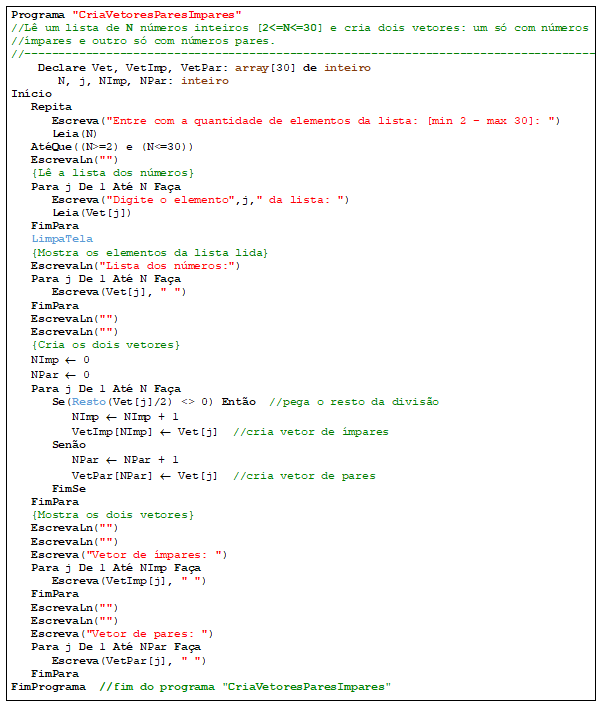 Programa "CriaVetoresParesImpares"
//Lê um lista de N números inteiros [2<=N<=30] e cria dois vetores: um só com números
//ímpares e outro só com números pares.
//--------------------------------------------------------------------------------------
Declare Vet, VetImp, VetPar: array[30] de inteiro
N, j, NImp, NPar: inteiro
Início
Repita
Escreva("Entre com a quantidade de elementos da lista: [min 2 - max 30]: ")
Leia(N)
AtéQue((N>=2) e (N<=30))
EscrevaLn("")
{Lê a lista dos números}
Para j De 1 Até N Faça
Escreva("Digite o elemento",j," da lista: ")
Leia(Vet[j])
FimPara
LimpaTela
{Mostra os elementos da lista lida}
EscrevaLn("Lista dos números:")
Para j De 1 Até N Faça
Escreva(Vet[j], " ")
FimPara
EscrevaLn("")
EscrevaLn("")
{Cria os dois vetores}
NImp ← 0
NPar ← 0
Para j De 1 Até N Faça
Se(Resto(Vet[j]/2) <> 0) Então //pega o resto da divisão
NImp ← NImp + 1
VetImp[NImp] ← Vet[j] //cria vetor de ímpares
Senão
NPar ← NPar + 1
VetPar[NPar] ← Vet[j] //cria vetor de pares
FimSe
FimPara
{Mostra os dois vetores}
EscrevaLn("")
EscrevaLn("")
Escreva("Vetor de ímpares: ")
Para j De 1 Até NImp Faça
Escreva(VetImp[j], " ")
FimPara
EscrevaLn("")
EscrevaLn("")
Escreva("Vetor de pares: ")
Para j De 1 Até NPar Faça
Escreva(VetPar[j], " ")
FimPara
FimPrograma //fim do programa "CriaVetoresParesImpares"